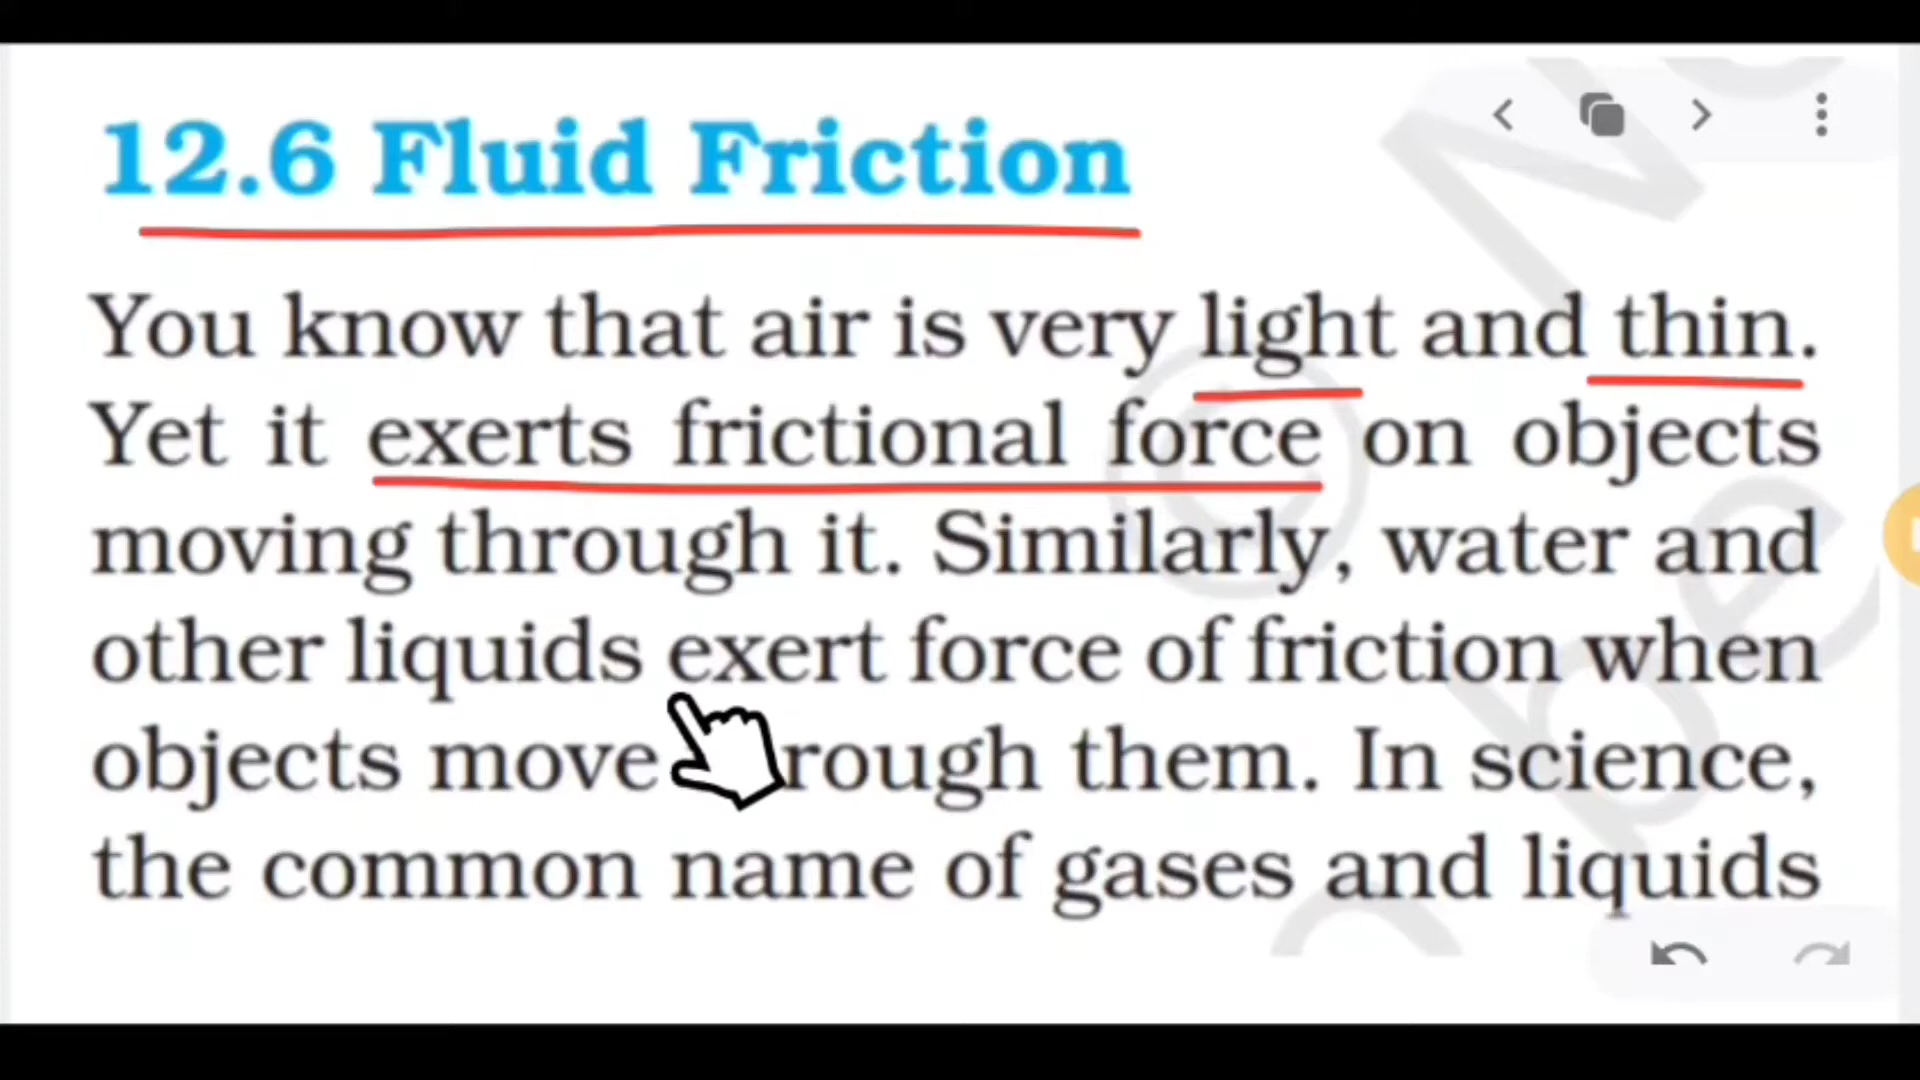 12.6 Fluid Friction
You know that air is very light and thin.
Yet it exerts frictional force on objects
moving through it. Similarly, water and
other liquids exert force of friction when
objects move rough them. In science,
the common name of gases and liquids
be